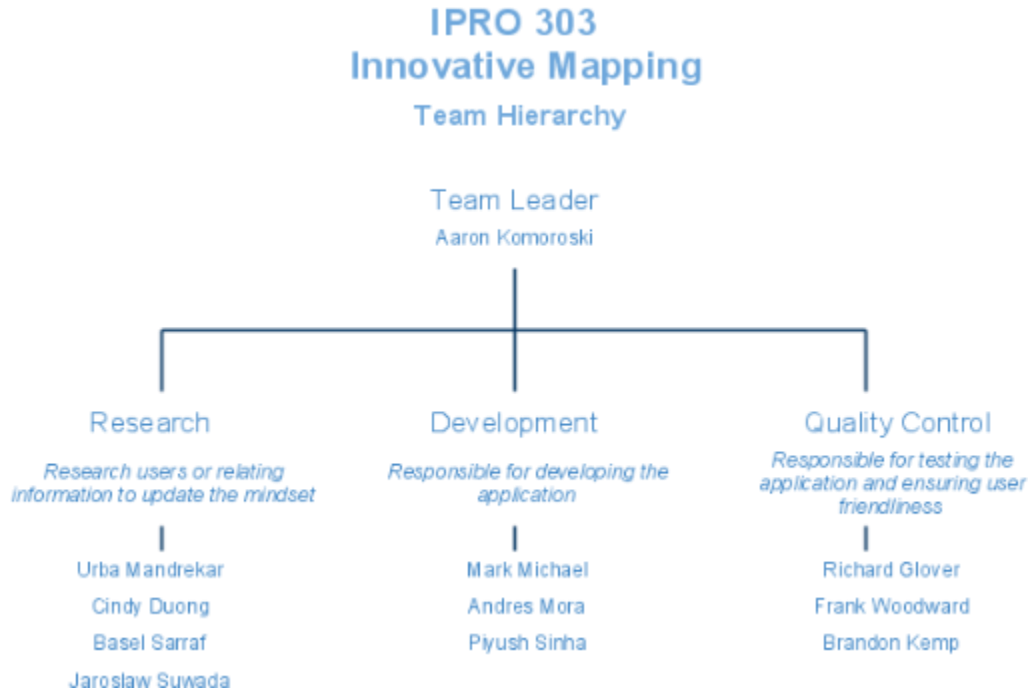 IPRO 303
Innovative Mapping
Team Hierarchy
Team Leader
Aaron Komoroski
Research
Research users or relating
information to update the mindset
Urba Mandrekar
Cindy Duong
Basel Sarraf
Jaroslaw Suwada
Development
Responsible for developing the
application
Mark Michael
Andres Mora
Piyush Sinha
Quality Control
Responsible for testing the
application and ensuring user
friendliness
Richard Glover
Frank Woodward
Brandon Kemp